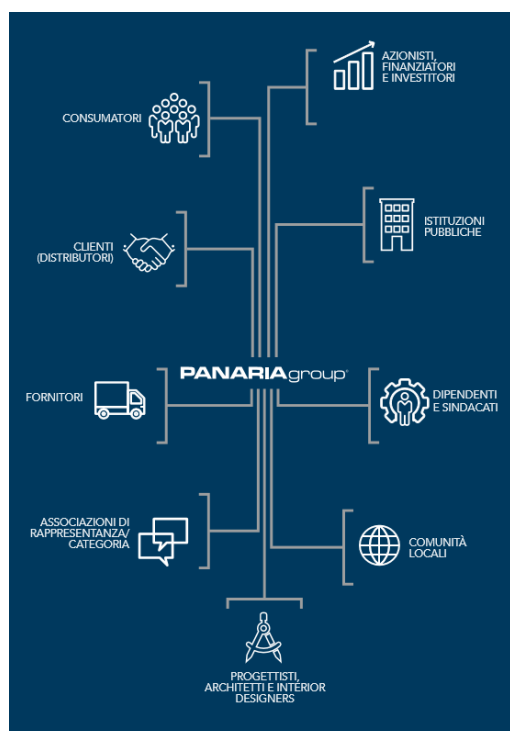 AZIONISTI,
FINANZIATORI
E INVESTITORI
CONSUMATORI
ISTITUZIONI
PUBBLICHE
CLIENTI
(DISTRIBUTORI)
PANARIAgroup®
FORNITORI
DIPENDENTI
E SINDACATI
ASSOCIAZIONI DI
RAPPRESENTANZA/
CATEGORIA
COMUNITÀ
LOCALI
PROGETTISTI,
ARCHITETTI E INTERIOR
DESIGNERS